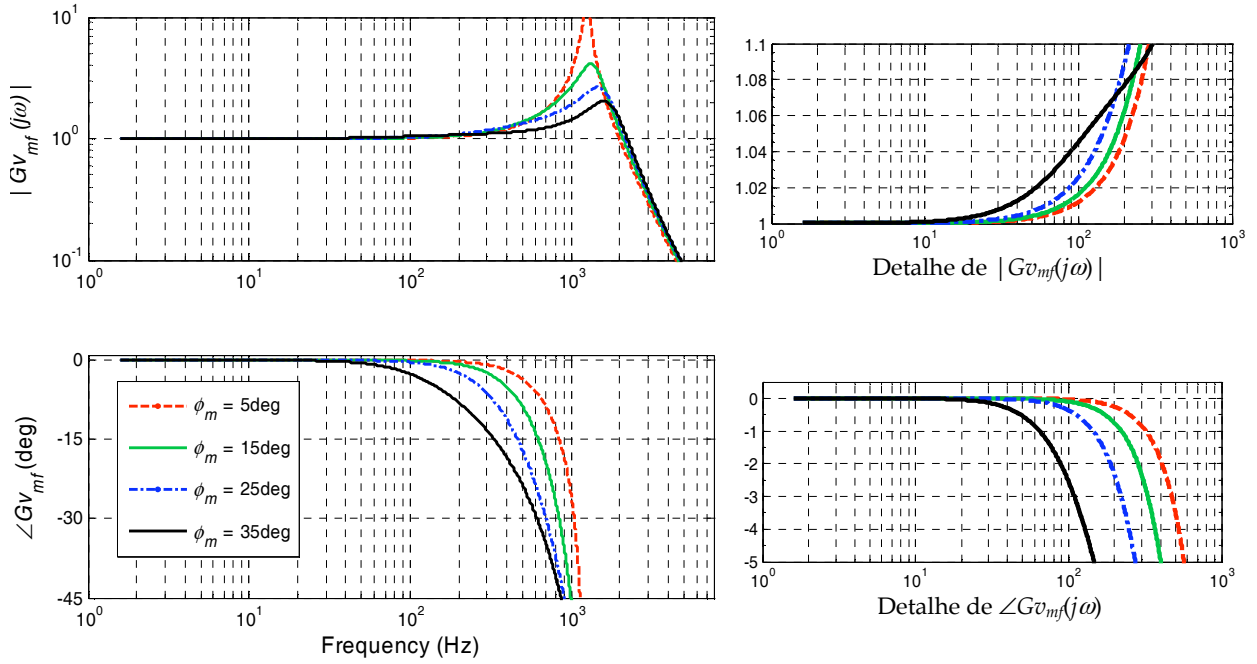 10^1
10^0
10^-1
|Gv_mf (jω)|
10^0 10^1 10^2 10^3
1.1
1.08
1.06
1.04
1.02
1
10^0 10^1 10^2 10^3
Detalhe de |Gv_mf(jω)|
0
-15
-30
-45
∠Gv_mf (deg)
ϕ_m = 5deg
ϕ_m = 15deg
ϕ_m = 25deg
ϕ_m = 35deg
10^0 10^1 10^2 10^3
Frequency (Hz)
0
-1
-2
-3
-4
-5
10^0 10^1 10^2 10^3
Detalhe de ∠Gv_mf(jω)